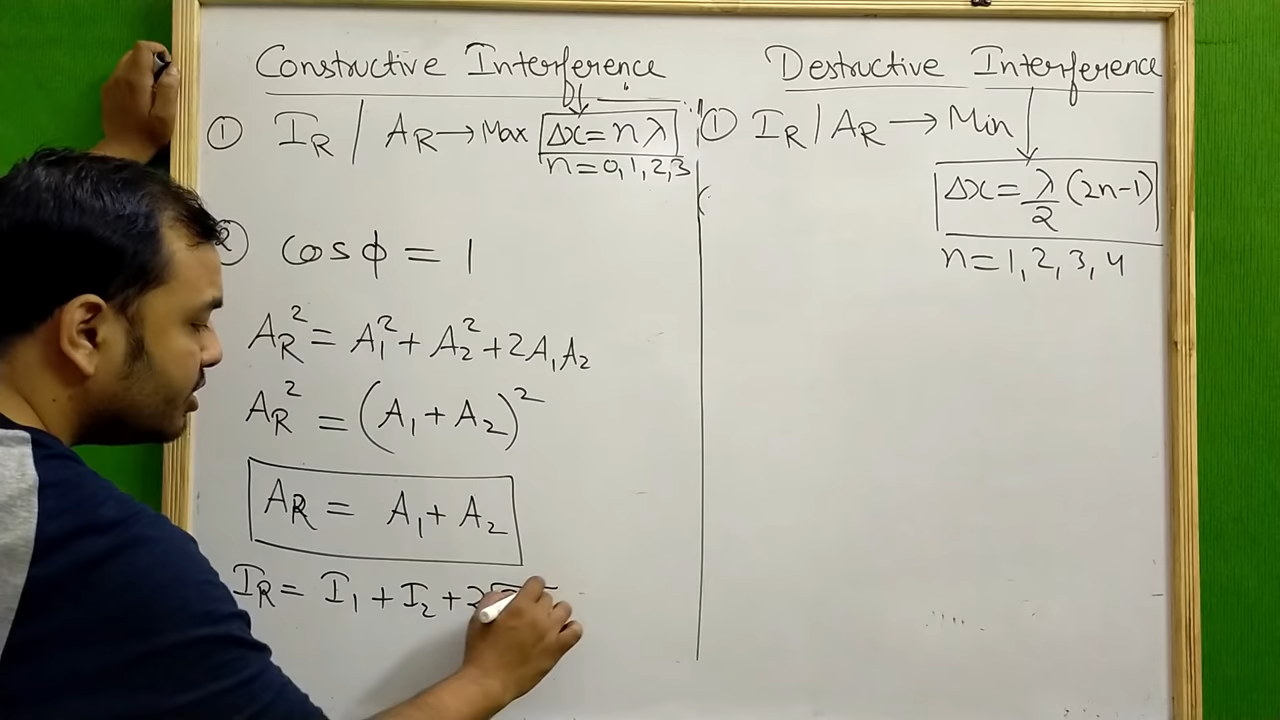 Constructive Interference
① I_R / A_R → Max Δx = nλ
n = 0, 1, 2, 3
② cos φ = 1
A_R² = A₁² + A₂² + 2A₁A₂
A_R² = (A₁ + A₂)²
A_R = A₁ + A₂
I_R = I₁ + I₂ + 2√
Destructive Interference
① I_R / A_R → Min
Δx = λ/2 (2n-1)
n = 1, 2, 3, 4